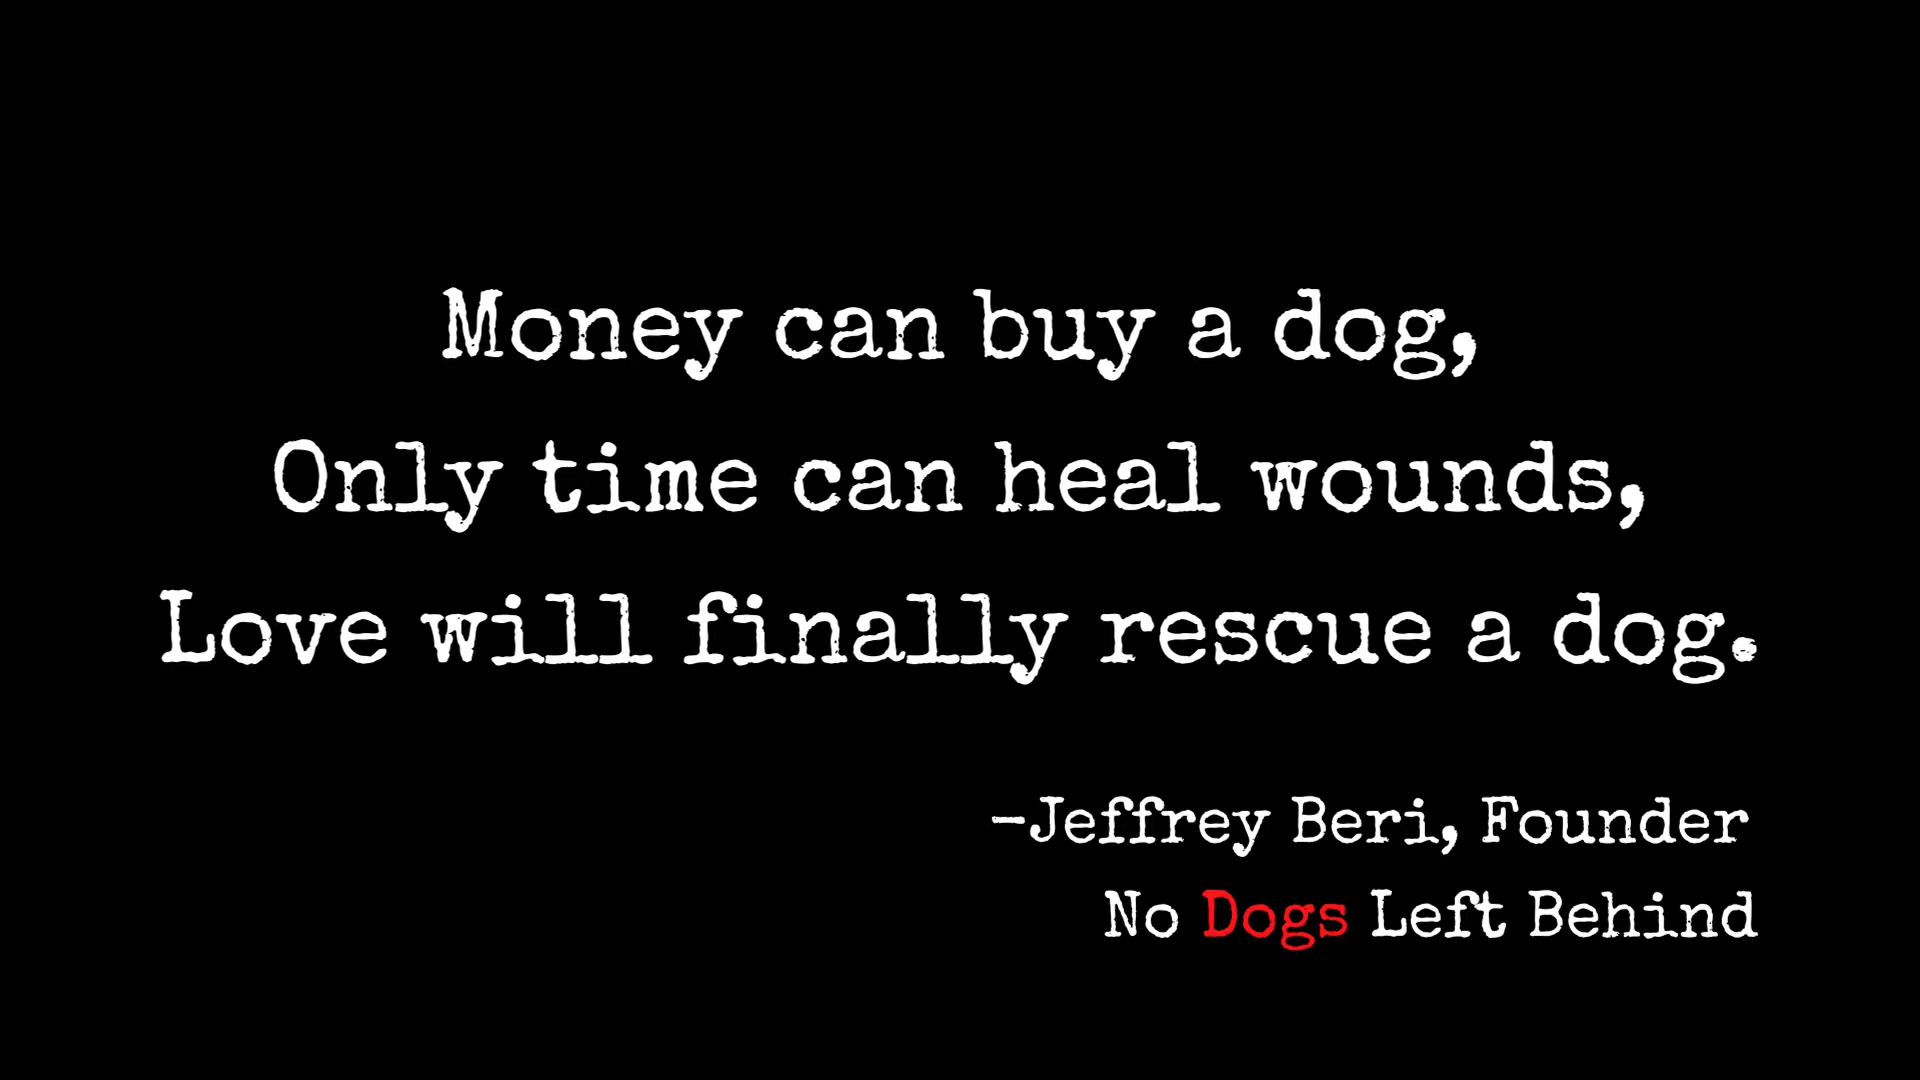 Money can buy a dog,
Only time can heal wounds,
Love will finally rescue a dog.
-Jeffrey Beri, Founder
No Dogs Left Behind